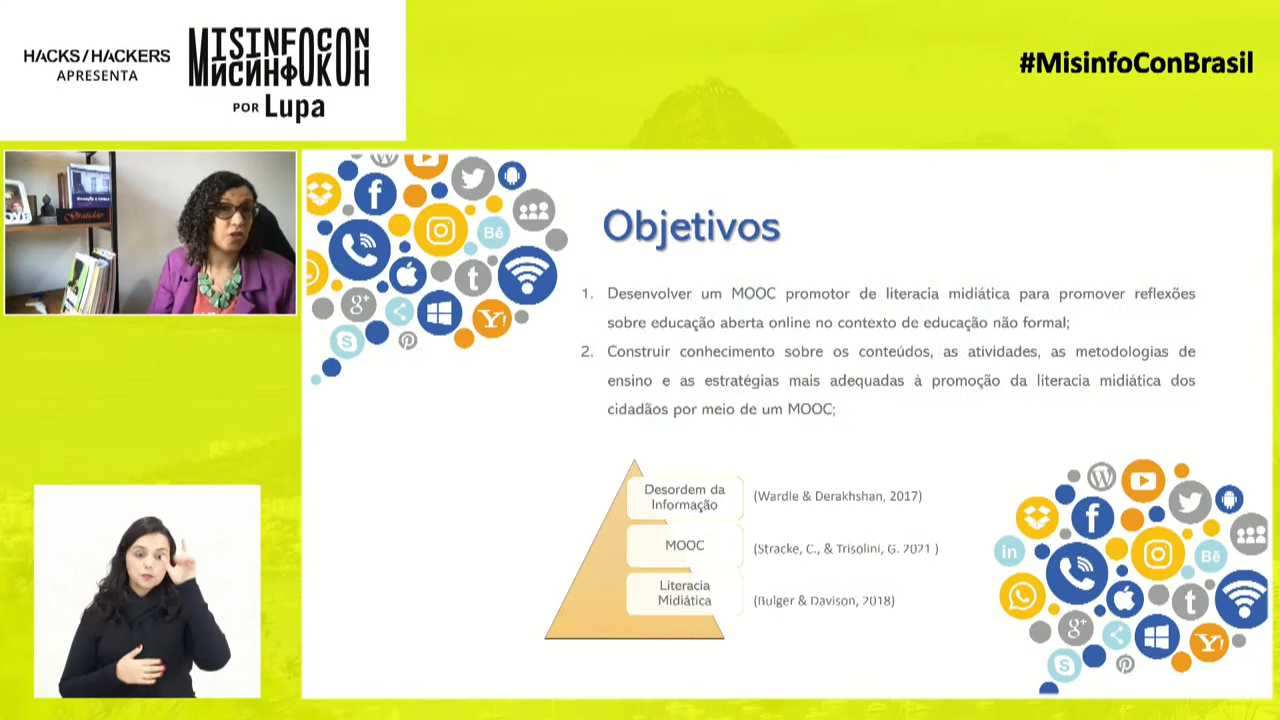 HACKS/HACKERS
APRESENTA
MISINFOCON
МИСИНФОКОН
POR Lupa
#MisinfoConBrasil
Gratidão
Objetivos
1. Desenvolver um MOOC promotor de literacia midiática para promover reflexões
sobre educação aberta online no contexto de educação não formal;
2. Construir conhecimento sobre os conteúdos, as atividades, as metodologias de
ensino e as estratégias mais adequadas à promoção da literacia midiática dos
cidadãos por meio de um MOOC;
Desordem da
Informação
(Wardle & Derakhshan, 2017)
MOOC
(Stracke, C., & Trisolini, G. 2021 )
Literacia
Midiática
(Bulger & Davison, 2018)